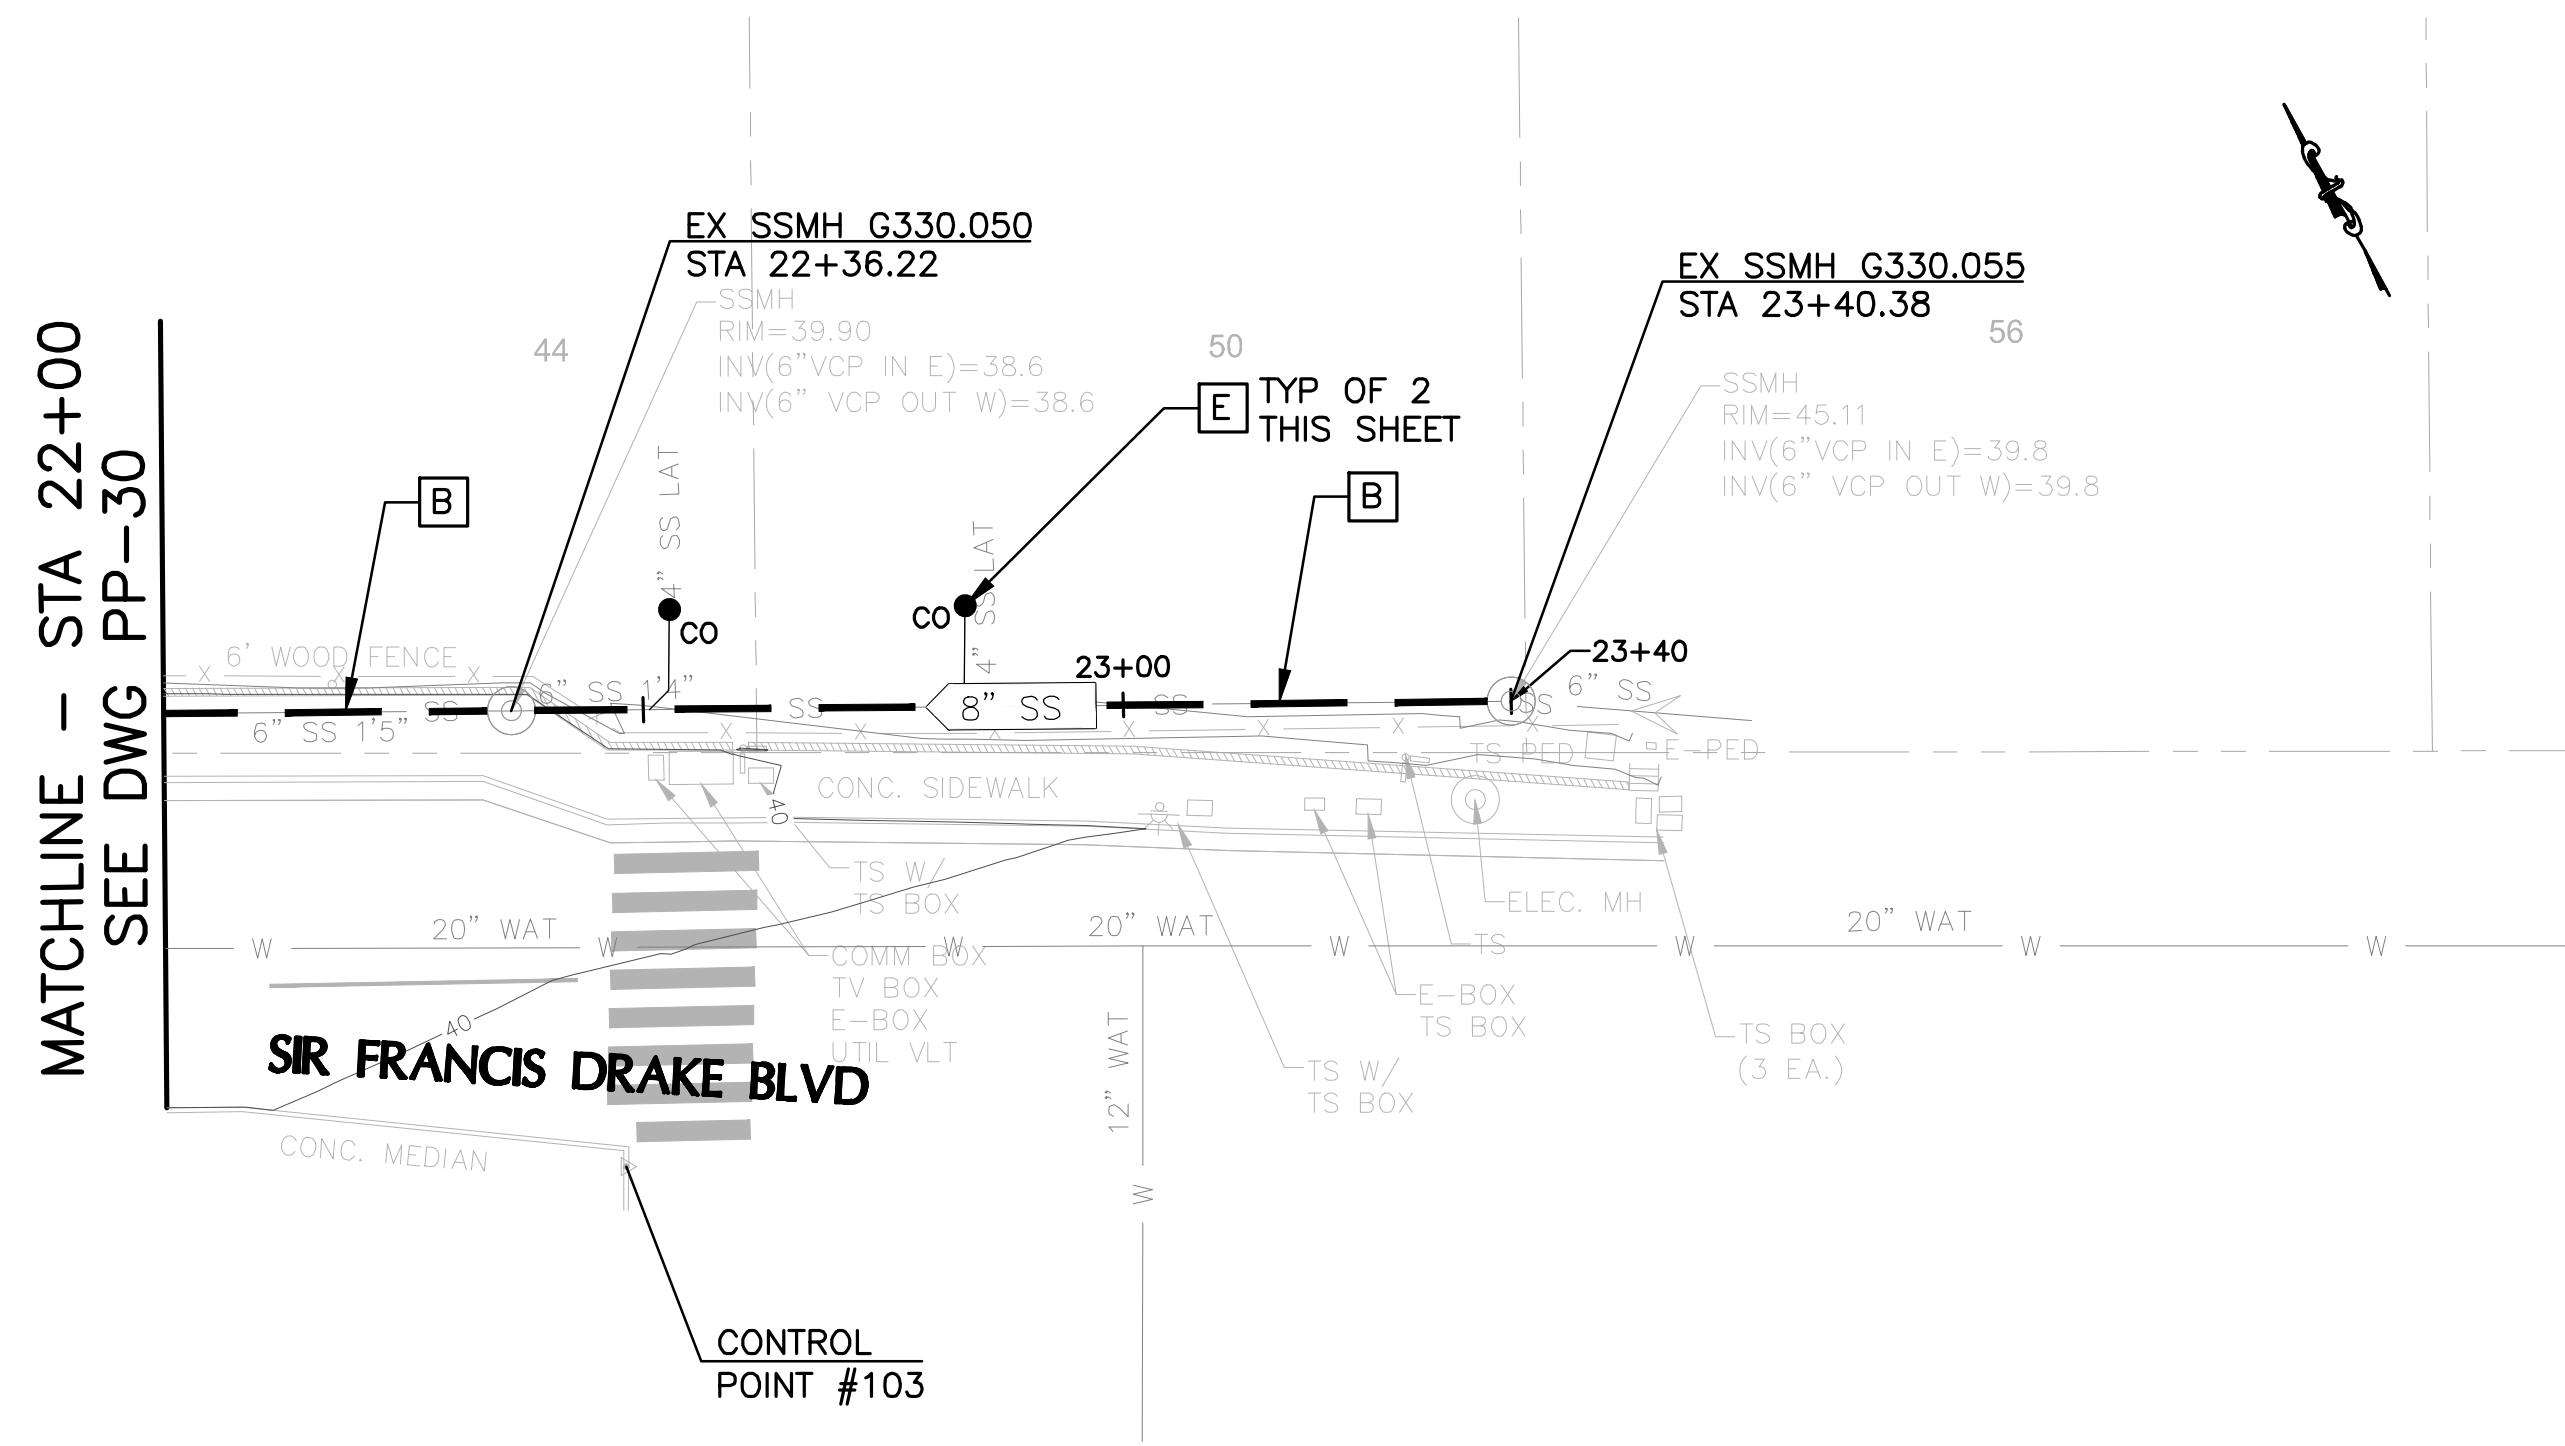 MATCHLINE - STA 22+00
SEE DWG PP-30
EX SSMH G330.050
STA 22+36.22
SSMH
RIM=39.90
INV(6"VCP IN E)=38.6
INV(6" VCP OUT W)=38.6
44
50
56
EX SSMH G330.055
STA 23+40.38
SSMH
RIM=45.11
INV(6"VCP IN E)=39.8
INV(6" VCP OUT W)=39.8
E
TYP OF 2
THIS SHEET
B
B
4" SS LAT
4" SS LAT
CO
CO
23+00
23+40
6' WOOD FENCE
X
X
X
6" SS 1'4"
6" SS 1'5"
SS
SS
8" SS
SS
SS
6" SS
X
X
X
X
X
X
X
TS PED
E-PED
CONC. SIDEWALK
40
TS W/
TS BOX
20" WAT
20" WAT
20" WAT
W
W
W
W
W
W
W
ELEC. MH
TS
COMM BOX
TV BOX
E-BOX
UTIL VLT
E-BOX
TS BOX
TS BOX
(3 EA.)
TS W/
TS BOX
12" WAT
W
40
SIR FRANCIS DRAKE BLVD
CONC. MEDIAN
CONTROL
POINT #103